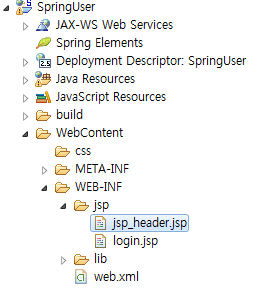 SpringUser
JAX-WS Web Services
Spring Elements
Deployment Descriptor: SpringUser
Java Resources
JavaScript Resources
build
WebContent
css
META-INF
WEB-INF
jsp
jsp_header.jsp
login.jsp
lib
web.xml